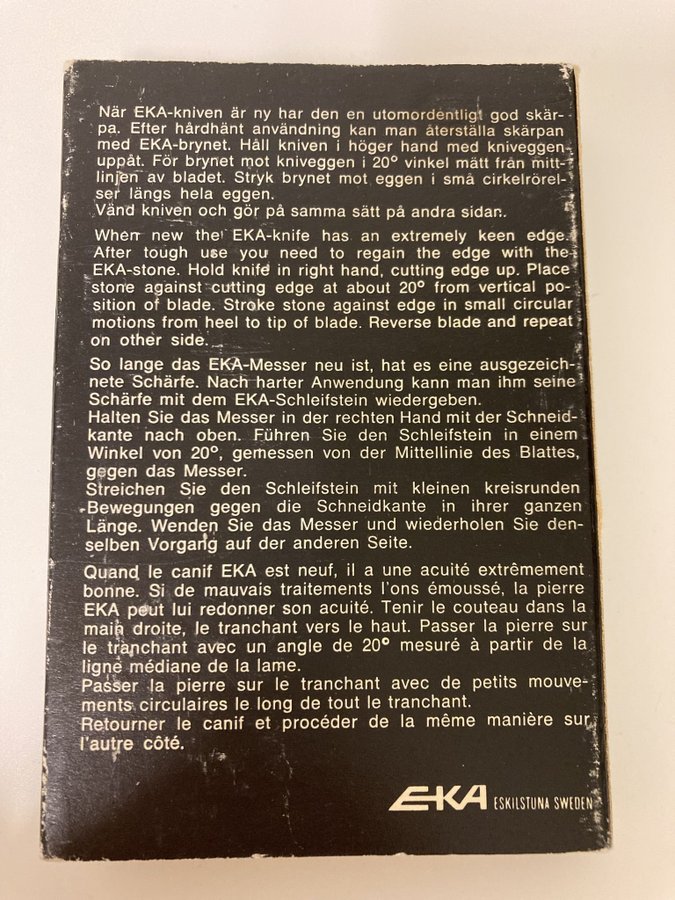 När EKA-kniven är ny har den en utomordentligt god skär-
pa. Efter hårdhänt användning kan man återställa skärpan
med EKA-brynet. Håll kniven i höger hand med kniveggen
uppåt. För brynet mot kniveggen i 20° vinkel mätt från mitt-
linjen av bladet. Stryk brynet mot eggen i små cirkelrörel-
ser längs hela eggen.
Vänd kniven och gör på samma sätt på andra sidan.
When new the EKA-knife has an extremely keen edge.
After tough use you need to regain the edge with the
EKA-stone. Hold knife in right hand, cutting edge up. Place
stone against cutting edge at about 20° from vertical po-
sition of blade. Stroke stone against edge in small circular
motions from heel to tip of blade. Reverse blade and repeat
on other side.
So lange das EKA-Messer neu ist, hat es eine ausgezeich-
nete Schärfe. Nach harter Anwendung kann man ihm seine
Schärfe mit dem EKA-Schleifstein wiedergeben.
Halten Sie das Messer in der rechten Hand mit der Schneid-
kante nach oben. Führen Sie den Schleifstein in einem
Winkel von 20°, gemessen von der Mittellinie des Blattes,
gegen das Messer.
Streichen Sie den Schleifstein mit kleinen kreisrunden
Bewegungen gegen die Schneidkante in ihrer ganzen
Länge. Wenden Sie das Messer und wiederholen Sie den-
selben Vorgang auf der anderen Seite.
Quand le canif EKA est neuf, il a une acuité extrêmement
bonne. Si de mauvais traitements l'ons émoussé, la pierre
EKA peut lui redonner son acuité. Tenir le couteau dans la
main droite, le tranchant vers le haut. Passer la pierre sur
le tranchant avec un angle de 20° mesuré à partir de la
ligne médiane de la lame.
Passer la pierre sur le tranchant avec de petits mouve-
ments circulaires le long de tout le tranchant.
Retourner le canif et procéder de la même manière sur
l'autre côté.
EKA ESKILSTUNA SWEDEN